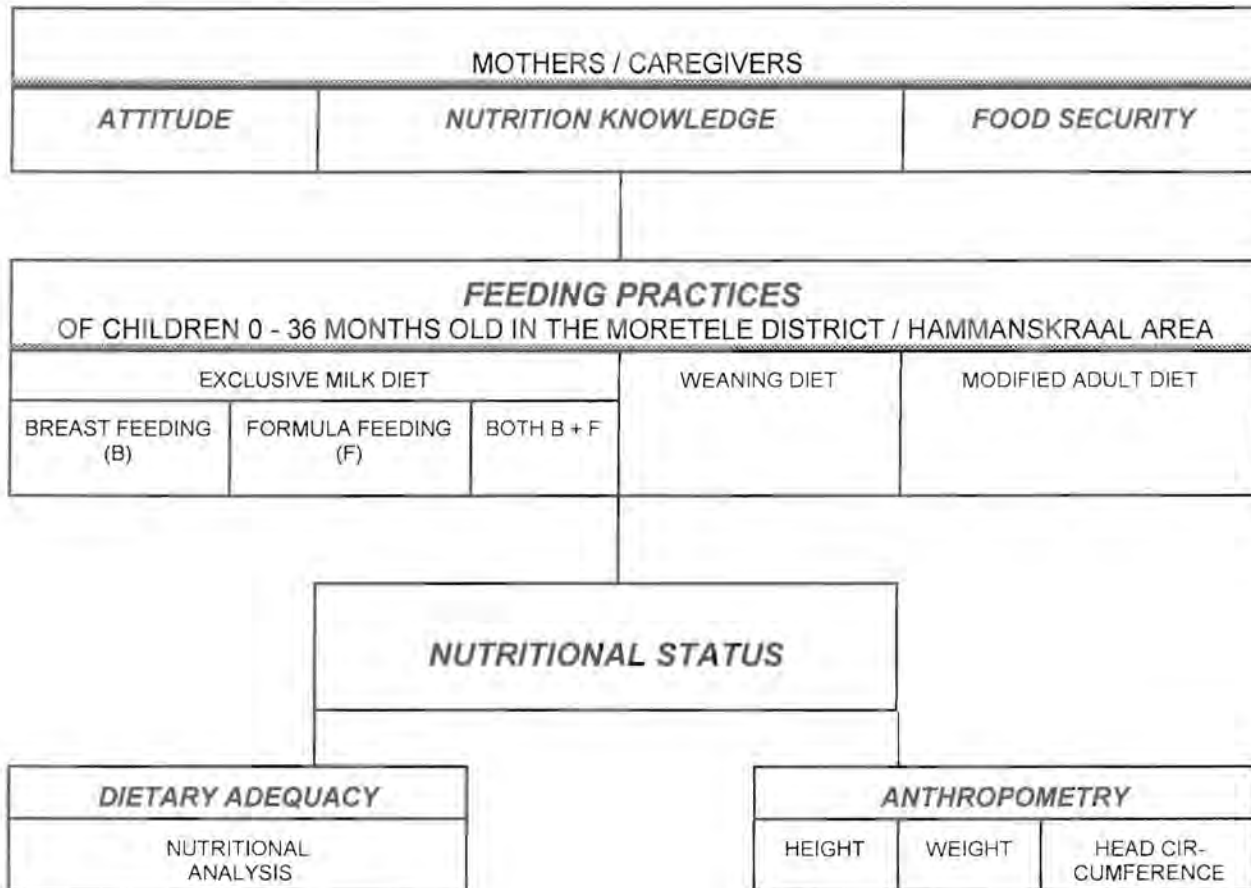 MOTHERS / CAREGIVERS
ATTITUDE
NUTRITION KNOWLEDGE
FOOD SECURITY
FEEDING PRACTICES
OF CHILDREN 0 - 36 MONTHS OLD IN THE MORETELE DISTRICT / HAMMANSKRAAL AREA
EXCLUSIVE MILK DIET
WEANING DIET
MODIFIED ADULT DIET
BREAST FEEDING
(B)
FORMULA FEEDING
(F)
BOTH B + F
NUTRITIONAL STATUS
DIETARY ADEQUACY
NUTRITIONAL
ANALYSIS
ANTHROPOMETRY
HEIGHT
WEIGHT
HEAD CIR-
CUMFERENCE